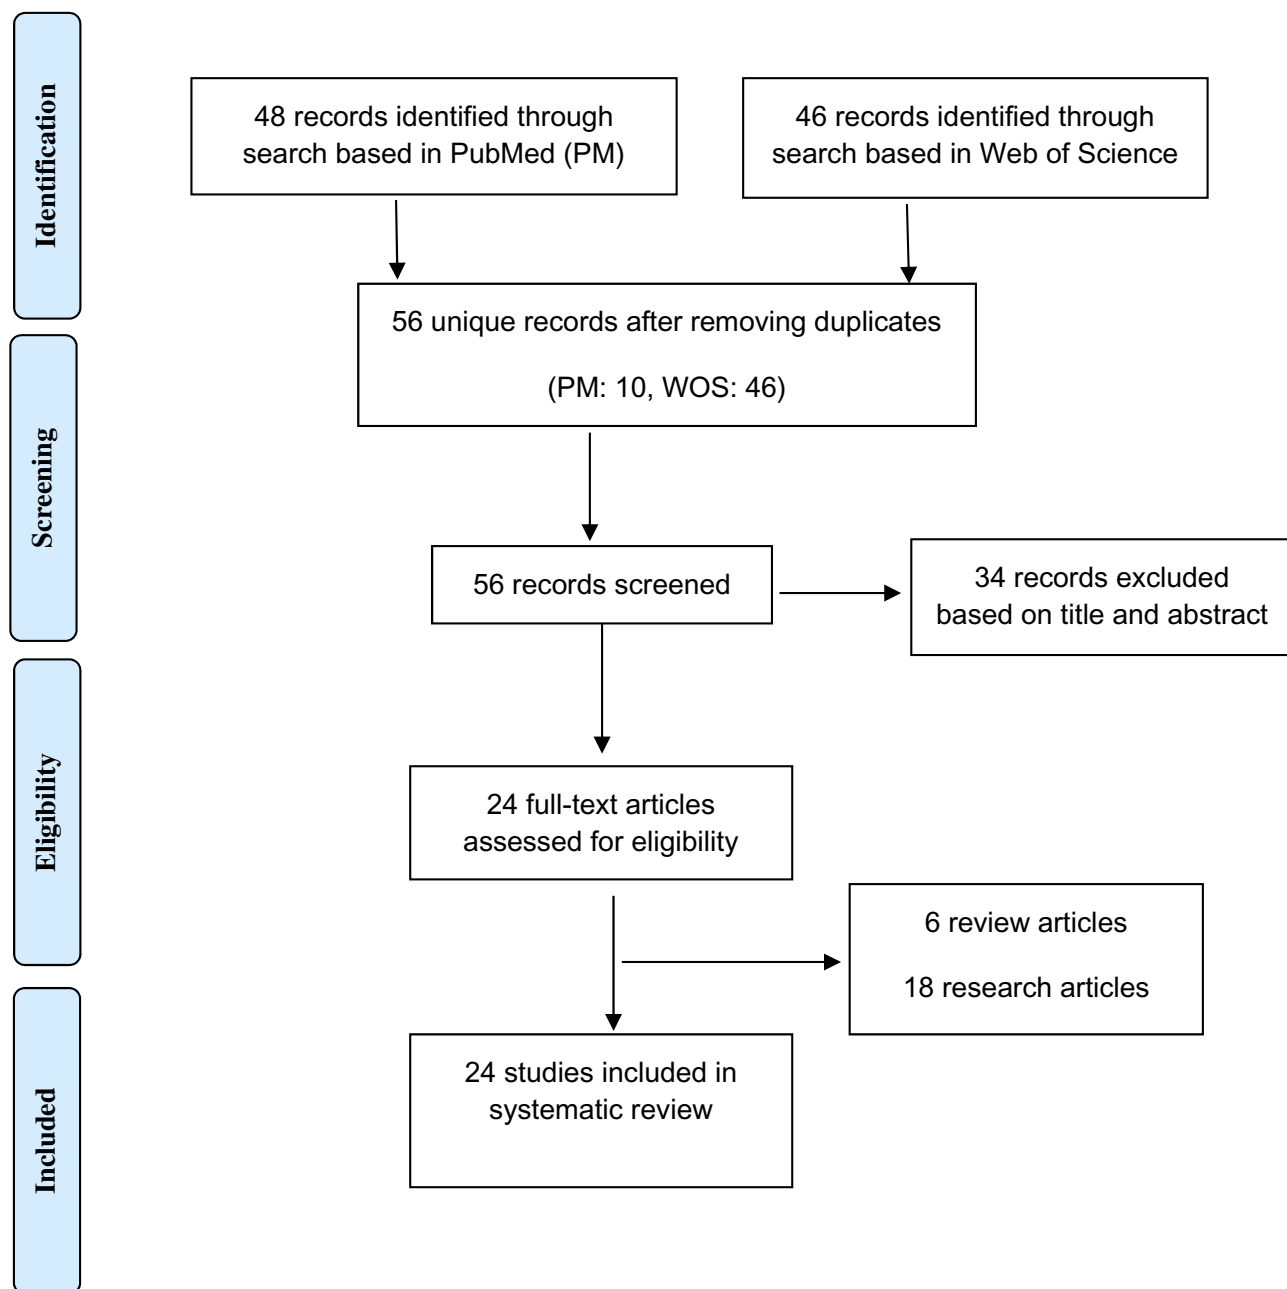 Identification
48 records identified through
search based in PubMed (PM)
46 records identified through
search based in Web of Science
56 unique records after removing duplicates
(PM: 10, WOS: 46)
Screening
56 records screened
34 records excluded
based on title and abstract
Eligibility
24 full-text articles
assessed for eligibility
6 review articles
18 research articles
Included
24 studies included in
systematic review